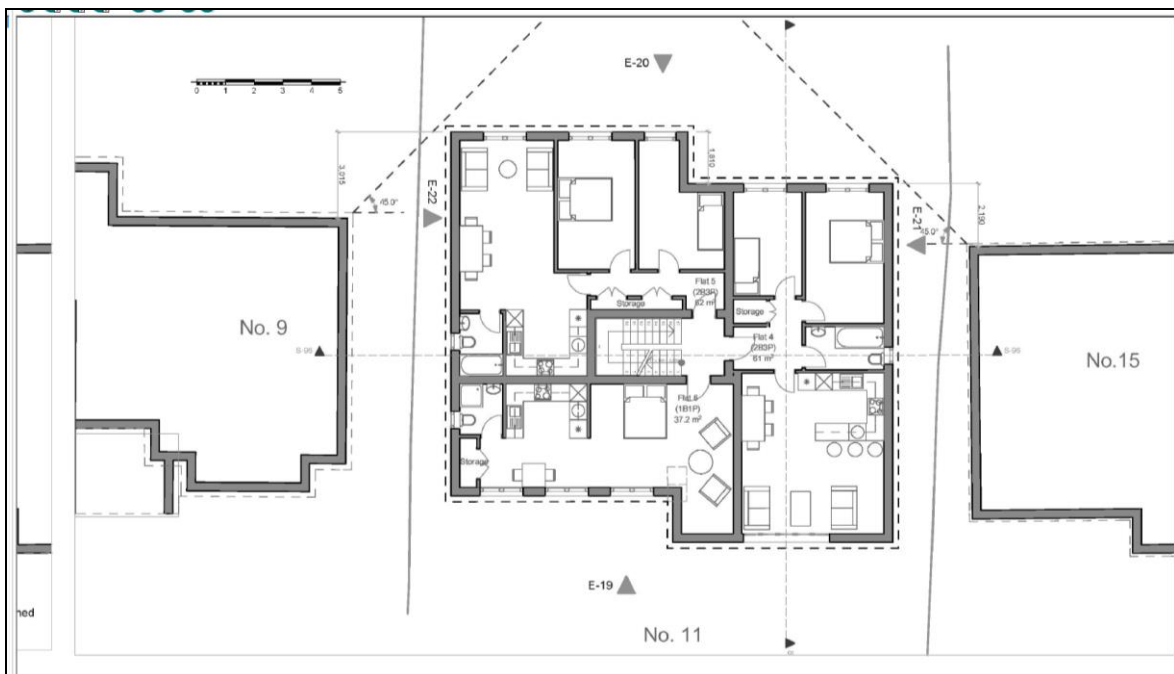 E-20
0 1 2 3 4 5
3,015
1,810
E-22
45.0°
E-21
2,190
45.0°
Flat 5
(2B3P)
62 m²
Storage
Storage
No. 9
Flat 4
(2B3P)
61 m²
No.15
Flat 6
(1B1P)
37.2 m²
Storage
E-19
ned
No. 11